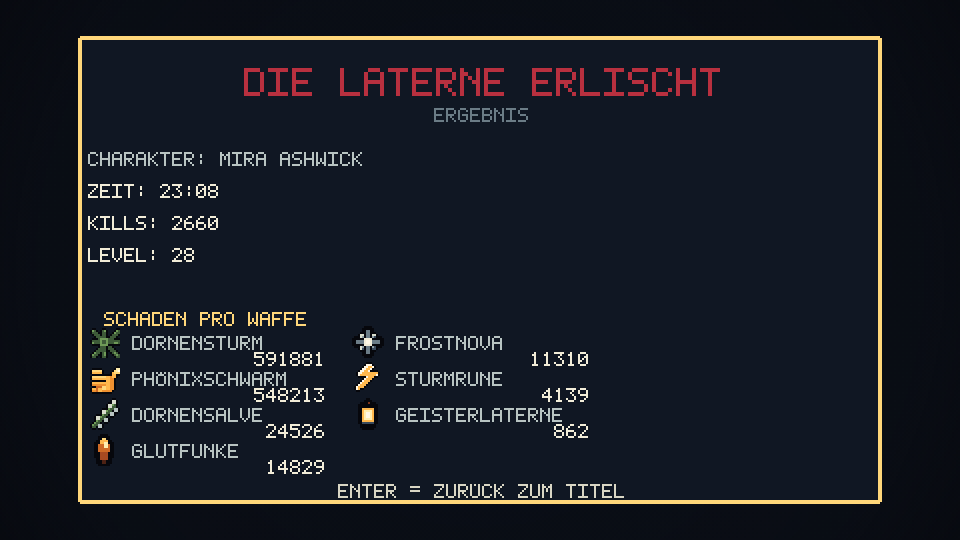 DIE LATERNE ERLISCHT
ERGEBNIS
CHARAKTER: MIRA ASHWICK
ZEIT: 23:08
KILLS: 2660
LEVEL: 28
SCHADEN PRO WAFFE
DORNENSTURM
591881
PHÖNIXSCHWARM
548213
DORNENSALVE
24526
GLUTFUNKE
14829
FROSTNOVA
11310
STURMRUNE
4139
GEISTERLATERNE
862
ENTER = ZURÜCK ZUM TITEL